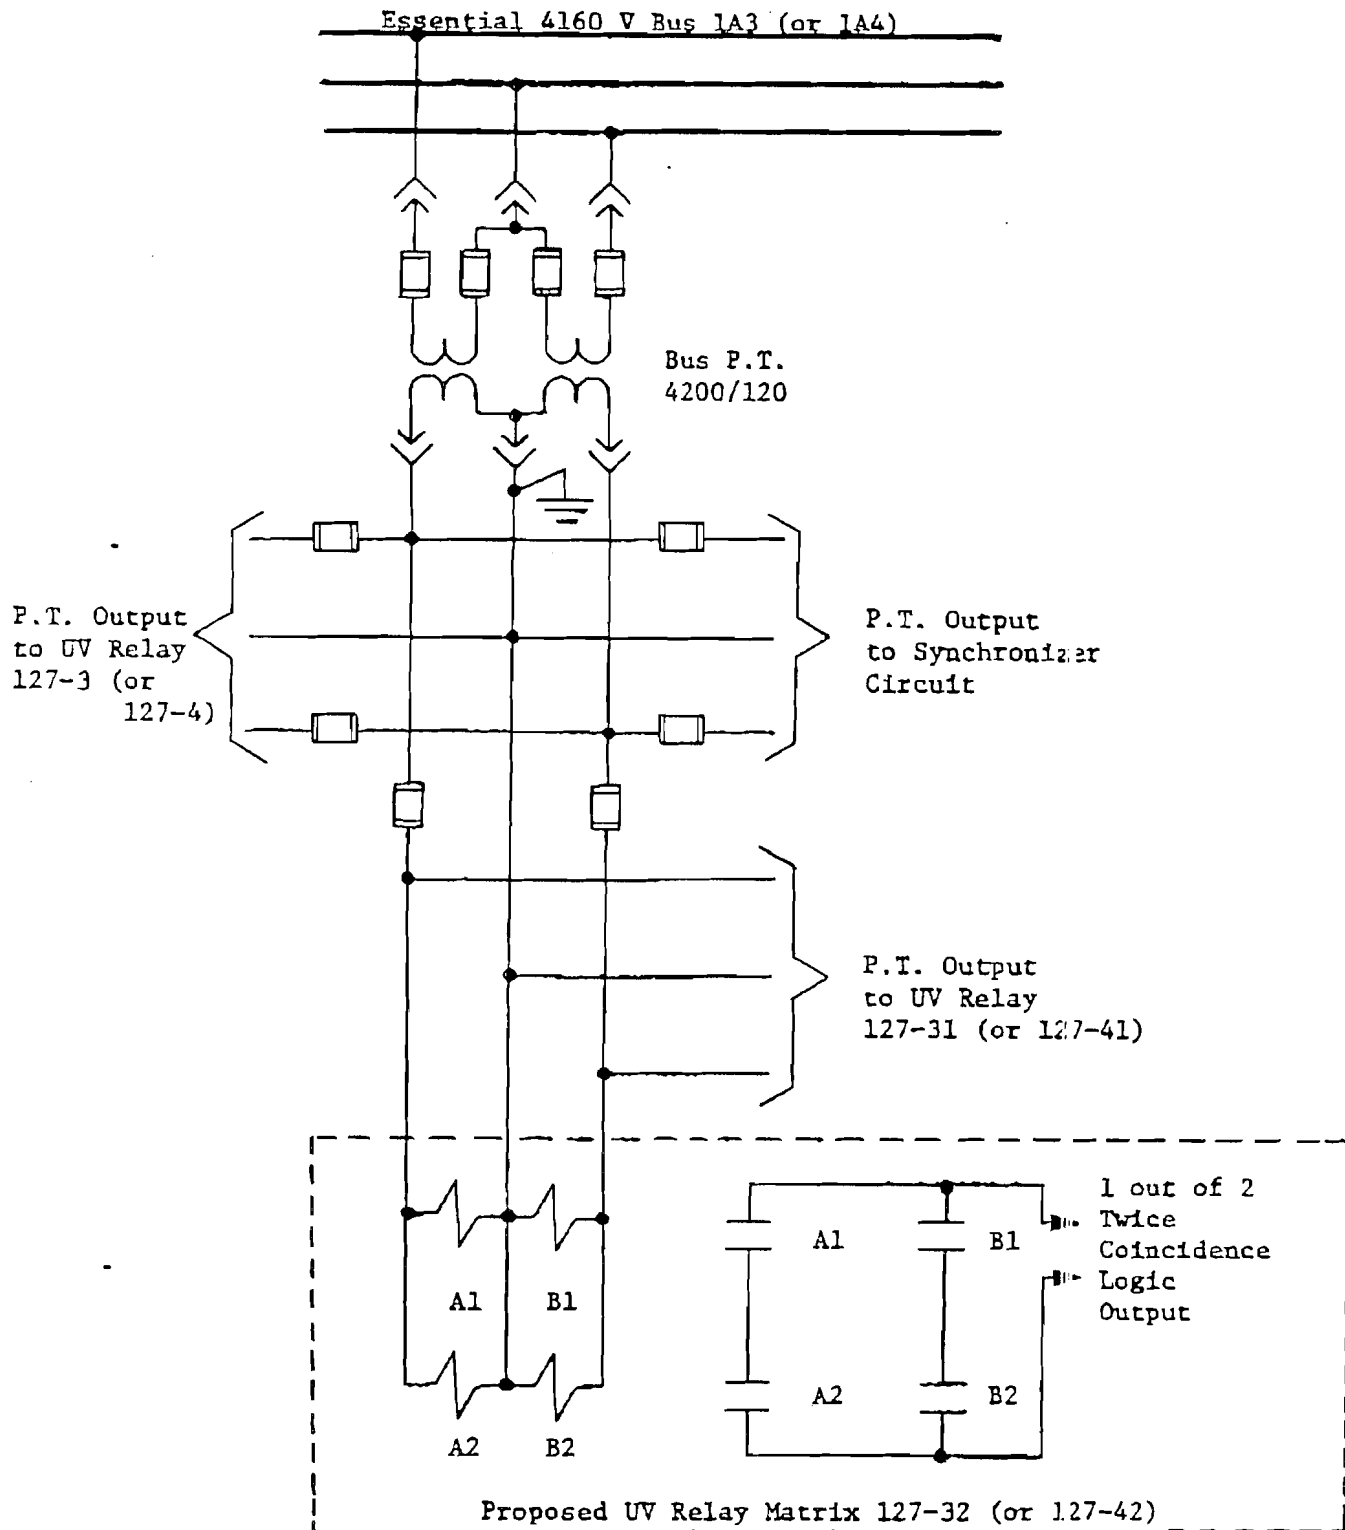 Essential 4160 V Bus 1A3 (or 1A4)
Bus P.T.
4200/120
P.T. Output
to UV Relay
127-3 (or
127-4)
P.T. Output
to Synchronizer
Circuit
P.T. Output
to UV Relay
127-31 (or 127-41)
A1
B1
A2
B2
A1
B1
A2
B2
1 out of 2
Twice
Coincidence
Logic
Output
Proposed UV Relay Matrix 127-32 (or 127-42)